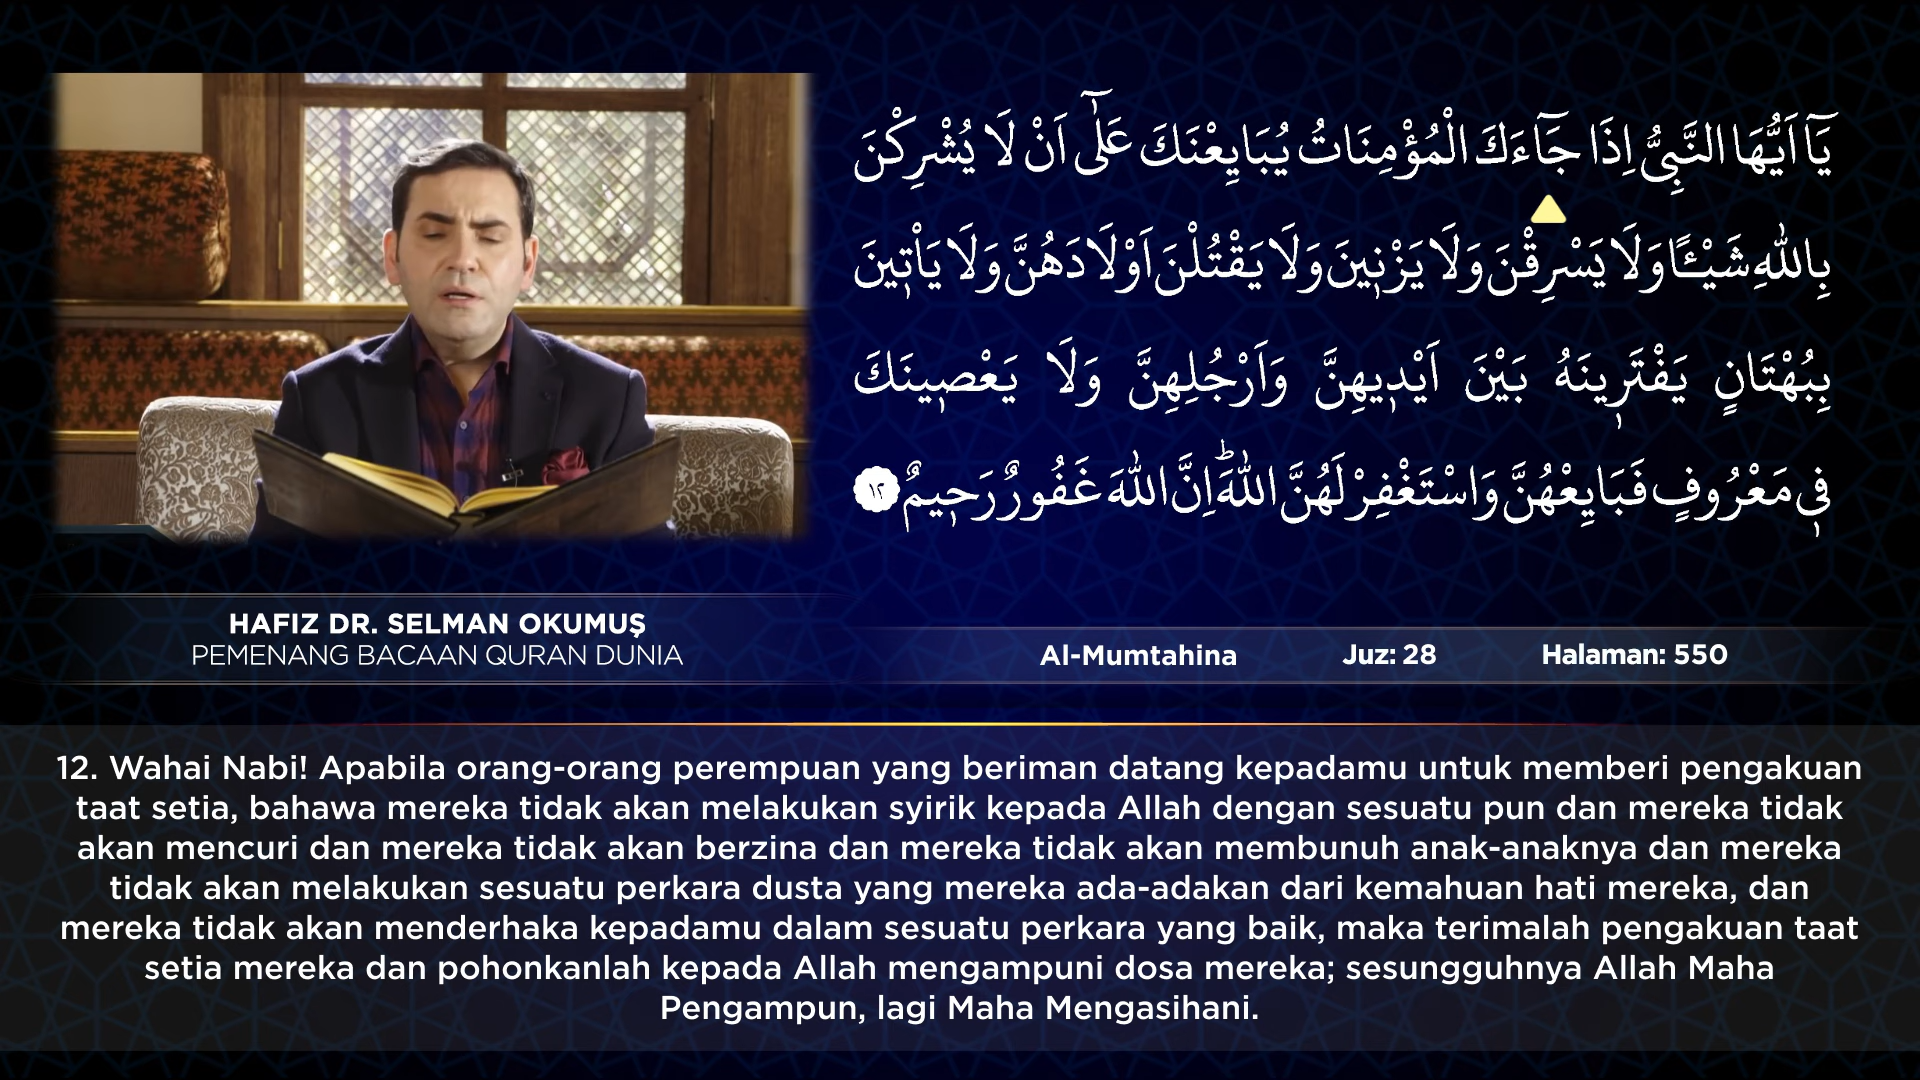 يَٓا اَيُّهَا النَّبِيُّ اِذَا جَٓاءَكَ الْمُؤْمِنَاتُ يُبَايِعْنَكَ عَلٰٓى اَنْ لَا يُشْرِكْنَ
بِاللّٰهِ شَيْـًٔا وَلَا يَسْرِقْنَ وَلَا يَزْن۪ينَ وَلَا يَقْتُلْنَ اَوْلَادَهُنَّ وَلَا يَأْت۪ينَ
بِبُهْتَانٍ يَفْتَر۪ينَهُ بَيْنَ اَيْد۪يهِنَّ وَاَرْجُلِهِنَّ وَلَا يَعْص۪ينَكَ
ف۪ي مَعْرُوفٍ فَبَايِعْهُنَّ وَاسْتَغْفِرْ لَهُنَّ اللّٰهَۜ اِنَّ اللّٰهَ غَفُورٌ رَح۪يمٌ ١٢
HAFIZ DR. SELMAN OKUMUŞ
PEMENANG BACAAN QURAN DUNIA
Al-Mumtahina Juz: 28 Halaman: 550
12. Wahai Nabi! Apabila orang-orang perempuan yang beriman datang kepadamu untuk memberi pengakuan
taat setia, bahawa mereka tidak akan melakukan syirik kepada Allah dengan sesuatu pun dan mereka tidak
akan mencuri dan mereka tidak akan berzina dan mereka tidak akan membunuh anak-anaknya dan mereka
tidak akan melakukan sesuatu perkara dusta yang mereka ada-adakan dari kemahuan hati mereka, dan
mereka tidak akan menderhaka kepadamu dalam sesuatu perkara yang baik, maka terimalah pengakuan taat
setia mereka dan pohonkanlah kepada Allah mengampuni dosa mereka; sesungguhnya Allah Maha
Pengampun, lagi Maha Mengasihani.